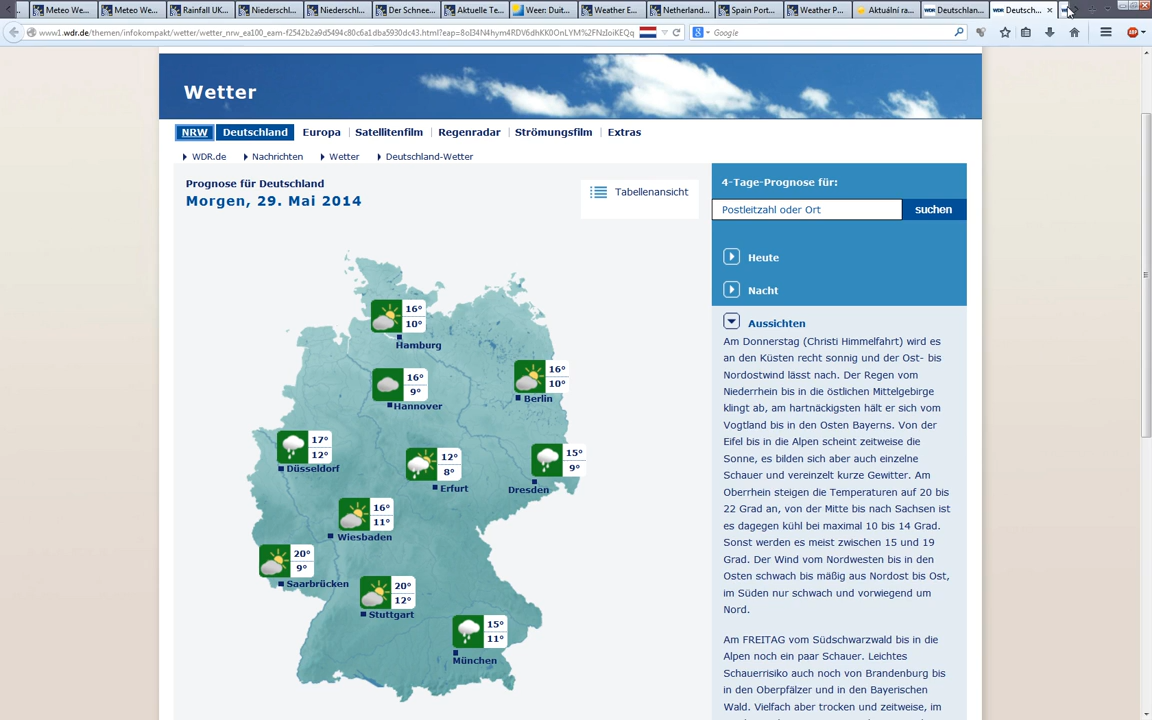 Meteo We...
Meteo We...
Rainfall UK...
Niederschl...
Niederschl...
Der Schnee...
Aktuelle Te...
Weer: Duit...
Weather E...
Netherland...
Spain Port...
Weather P...
Aktuální ra...
Deutschlan...
Deutsch...
www1.wdr.de/themen/infokompakt/wetter/wetter_nrw_ea100_eam-f2542b2a9d5494c80c6a1dba5930dc43.html?eap=8oI34N4hym4RDV6dhKK0OnLYM%2FNzJoiKEQq
Google
Wetter
NRW
Deutschland
Europa
Satellitenfilm
Regenradar
Strömungsfilm
Extras
WDR.de
Nachrichten
Wetter
Deutschland-Wetter
Prognose für Deutschland
Morgen, 29. Mai 2014
Tabellenansicht
16°
10°
Hamburg
16°
9°
Hannover
16°
10°
Berlin
17°
12°
Düsseldorf
12°
8°
Erfurt
15°
9°
Dresden
16°
11°
Wiesbaden
20°
9°
Saarbrücken
20°
12°
Stuttgart
15°
11°
München
4-Tage-Prognose für:
Postleitzahl oder Ort
suchen
Heute
Nacht
Aussichten
Am Donnerstag (Christi Himmelfahrt) wird es
an den Küsten recht sonnig und der Ost- bis
Nordostwind lässt nach. Der Regen vom
Niederrhein bis in die östlichen Mittelgebirge
klingt ab, am hartnäckigsten hält er sich vom
Vogtland bis in den Osten Bayerns. Von der
Eifel bis in die Alpen scheint zeitweise die
Sonne, es bilden sich aber auch einzelne
Schauer und vereinzelt kurze Gewitter. Am
Oberrhein steigen die Temperaturen auf 20 bis
22 Grad an, von der Mitte bis nach Sachsen ist
es dagegen kühl bei maximal 10 bis 14 Grad.
Sonst werden es meist zwischen 15 und 19
Grad. Der Wind vom Nordwesten bis in den
Osten schwach bis mäßig aus Nordost bis Ost,
im Süden nur schwach und vorwiegend um
Nord.
Am FREITAG vom Südschwarzwald bis in die
Alpen noch ein paar Schauer. Leichtes
Schauerrisiko auch noch von Brandenburg bis
in den Oberpfälzer und in den Bayerischen
Wald. Vielfach aber trocken und zeitweise, im